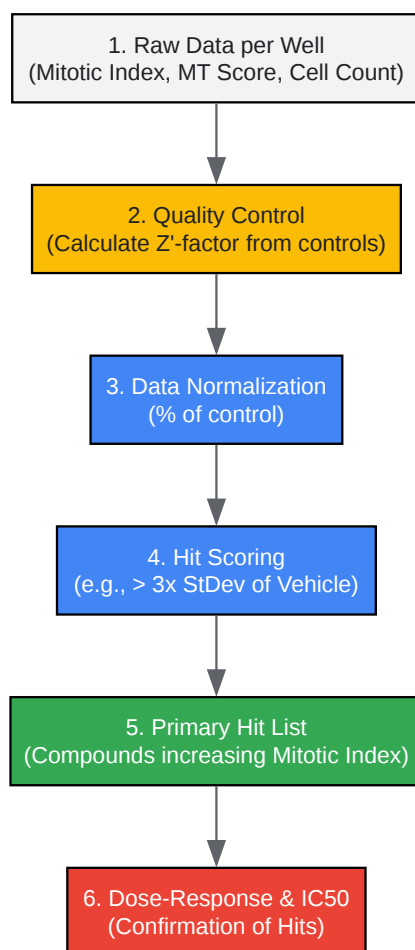 1. Raw Data per Well
(Mitotic Index, MT Score, Cell Count)
2. Quality Control
(Calculate Z'-factor from controls)
3. Data Normalization
(% of control)
4. Hit Scoring
(e.g., > 3x StDev of Vehicle)
5. Primary Hit List
(Compounds increasing Mitotic Index)
6. Dose-Response & IC50
(Confirmation of Hits)